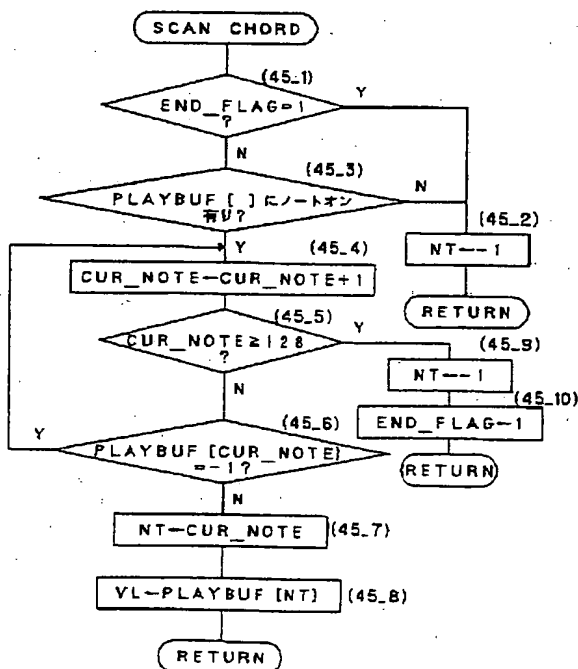 SCAN CHORD
(45_1)
END_FLAG=1
?
Y
N
(45_3)
PLAYBUF [ ] にノートオン
有り?
N
Y
(45_2)
NT←-1
RETURN
(45_4)
CUR_NOTE←CUR_NOTE+1
(45_5)
CUR_NOTE≧128
?
Y
N
(45_9)
NT←-1
(45_10)
END_FLAG←1
RETURN
(45_6)
PLAYBUF [CUR_NOTE]
=-1?
Y
N
NT←CUR_NOTE
(45_7)
VL←PLAYBUF [NT]
(45_8)
RETURN